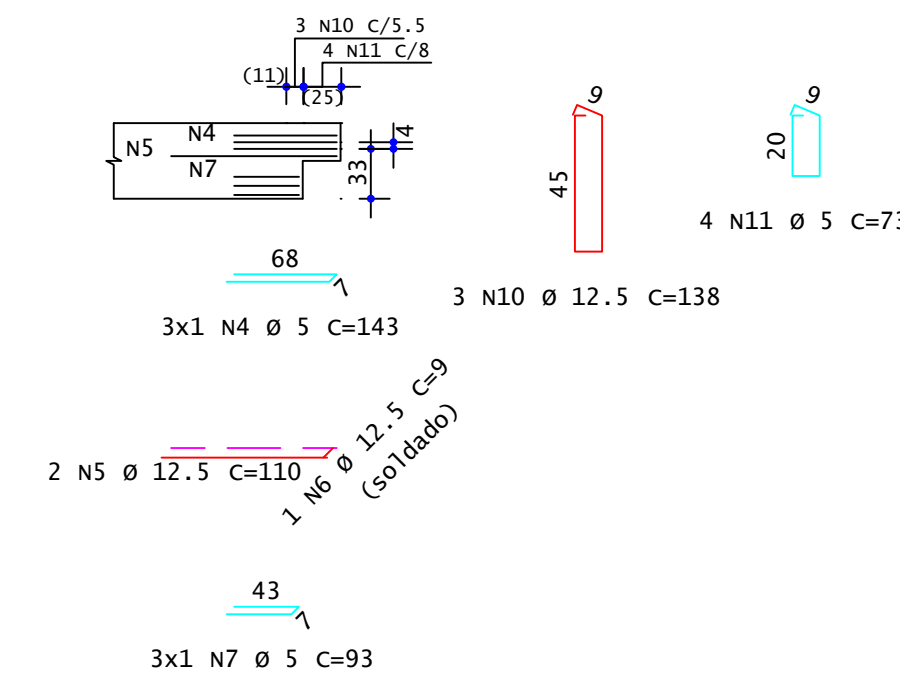 3 N10 C/5.5
4 N11 C/8
(11)
(25)
N4
N5
N7
4
33
68
7
3x1 N4 Ø 5 C=143
9
45
3 N10 Ø 12.5 C=138
9
20
4 N11 Ø 5 C=73
2 N5 Ø 12.5 C=110
1 N6 Ø 12.5 C=9
(soldado)
43
7
3x1 N7 Ø 5 C=93